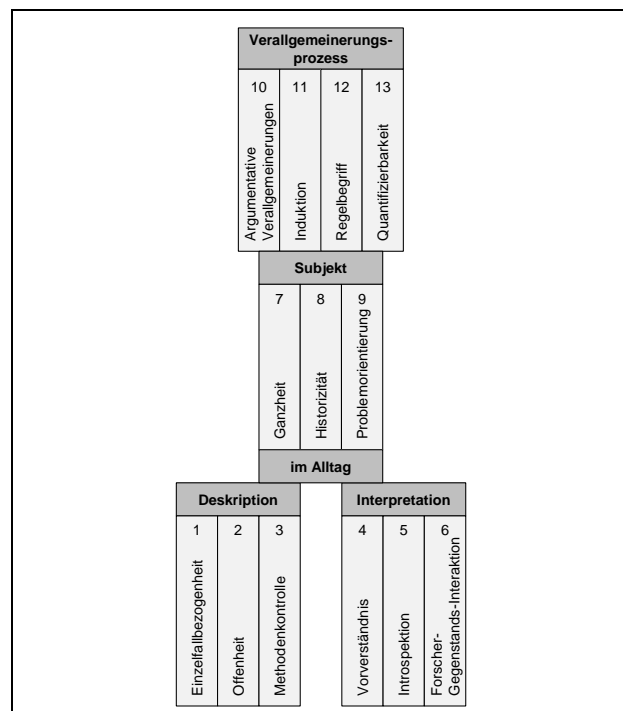 Verallgemeinerungs-
prozess
10
11
12
13
Argumentative
Verallgemeinerungen
Induktion
Regelbegriff
Quantifizierbarkeit
Subjekt
7
8
9
Ganzheit
Historizität
Problemorientierung
im Alltag
Deskription
1
2
3
Einzelfallbezogenheit
Offenheit
Methodenkontrolle
Interpretation
4
5
6
Vorverständnis
Introspektion
Forscher-
Gegenstands-Interaktion